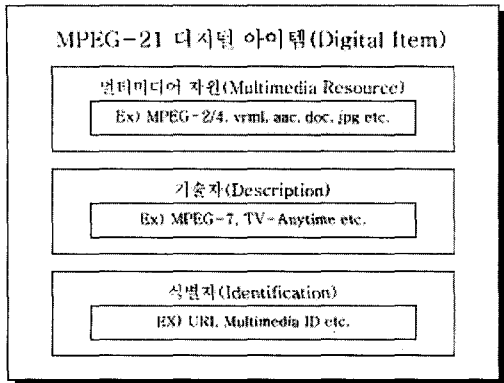 MPEG-21 디지털 아이템(Digital Item)
멀티미디어 자원(Multimedia Resource)
Ex) MPEG-2/4, vrml, aac, doc, jpg etc.
기술자(Description)
Ex) MPEG-7, TV-Anytime etc.
식별자(Identification)
EX) URI, Multimedia ID etc.